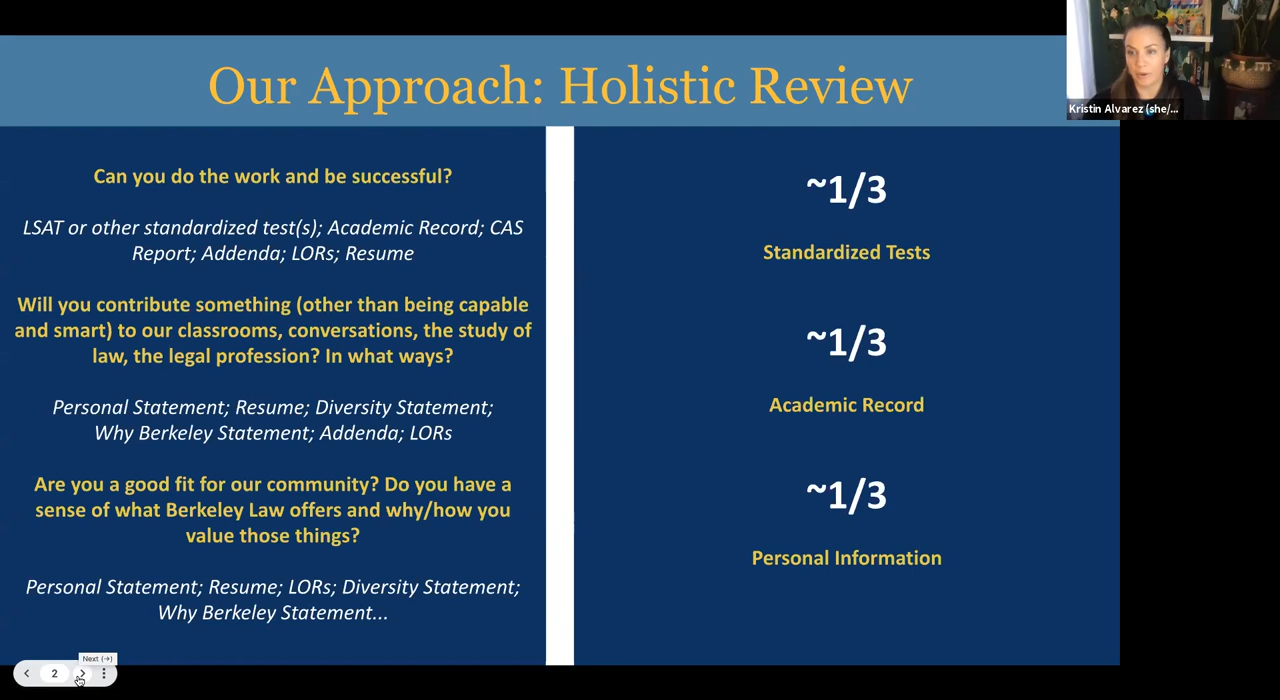 Our Approach: Holistic Review
Kristin Alvarez (she/...
Can you do the work and be successful?
LSAT or other standardized test(s); Academic Record; CAS
Report; Addenda; LORs; Resume
Will you contribute something (other than being capable
and smart) to our classrooms, conversations, the study of
law, the legal profession? In what ways?
Personal Statement; Resume; Diversity Statement;
Why Berkeley Statement; Addenda; LORs
Are you a good fit for our community? Do you have a
sense of what Berkeley Law offers and why/how you
value those things?
Personal Statement; Resume; LORs; Diversity Statement;
Why Berkeley Statement...
~1/3
Standardized Tests
~1/3
Academic Record
~1/3
Personal Information
Next (→)
2